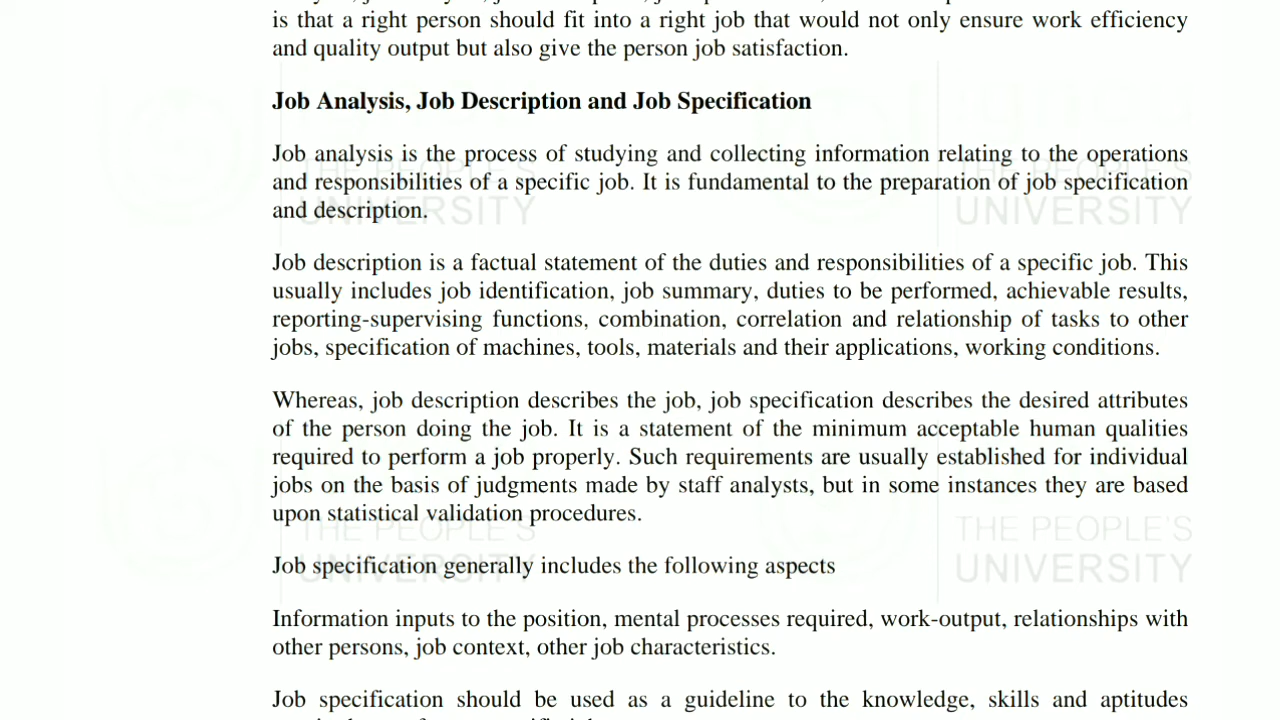 is that a right person should fit into a right job that would not only ensure work efficiency
and quality output but also give the person job satisfaction.
Job Analysis, Job Description and Job Specification
Job analysis is the process of studying and collecting information relating to the operations
and responsibilities of a specific job. It is fundamental to the preparation of job specification
and description.
THE PEOPLE'S
UNIVERSITY
THE PEOPLE'S
UNIVERSITY
Job description is a factual statement of the duties and responsibilities of a specific job. This
usually includes job identification, job summary, duties to be performed, achievable results,
reporting-supervising functions, combination, correlation and relationship of tasks to other
jobs, specification of machines, tools, materials and their applications, working conditions.
Whereas, job description describes the job, job specification describes the desired attributes
of the person doing the job. It is a statement of the minimum acceptable human qualities
required to perform a job properly. Such requirements are usually established for individual
jobs on the basis of judgments made by staff analysts, but in some instances they are based
upon statistical validation procedures.
THE PEOPLE'S
UNIVERSITY
THE PEOPLE'S
UNIVERSITY
Job specification generally includes the following aspects
Information inputs to the position, mental processes required, work-output, relationships with
other persons, job context, other job characteristics.
Job specification should be used as a guideline to the knowledge, skills and aptitudes